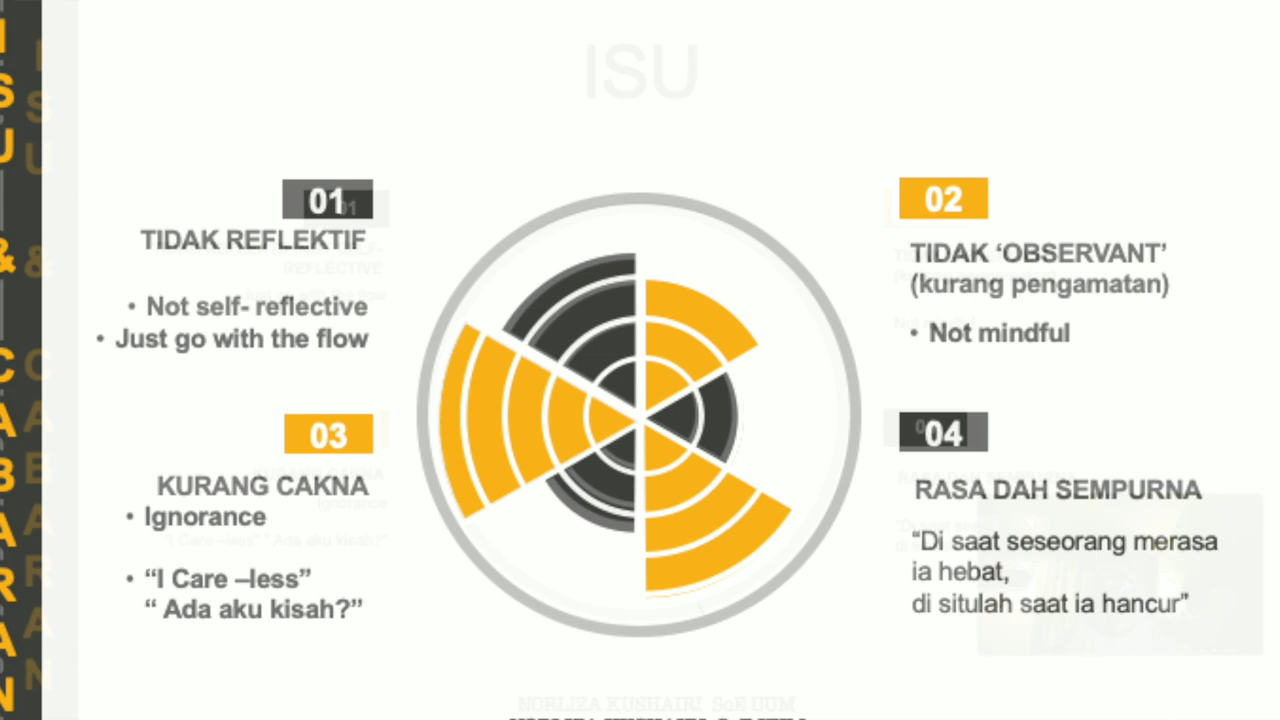 ISU
ISU & CABARAN
01
TIDAK REFLEKTIF
• Not self- reflective
• Just go with the flow
02
TIDAK ‘OBSERVANT’
(kurang pengamatan)
• Not mindful
03
KURANG CAKNA
• Ignorance
• “I Care –less”
“ Ada aku kisah?”
04
RASA DAH SEMPURNA
“Di saat seseorang merasa
ia hebat,
di situlah saat ia hancur”
NORLIZA KUSHAIRI SoE UUM